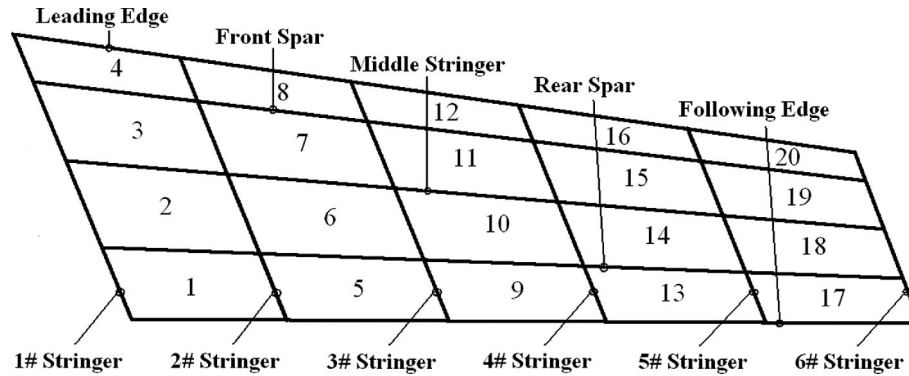 Leading Edge
Front Spar
Middle Stringer
Rear Spar
Following Edge
4
8
12
16
20
3
7
11
15
19
2
6
10
14
18
1
5
9
13
17
1# Stringer
2# Stringer
3# Stringer
4# Stringer
5# Stringer
6# Stringer